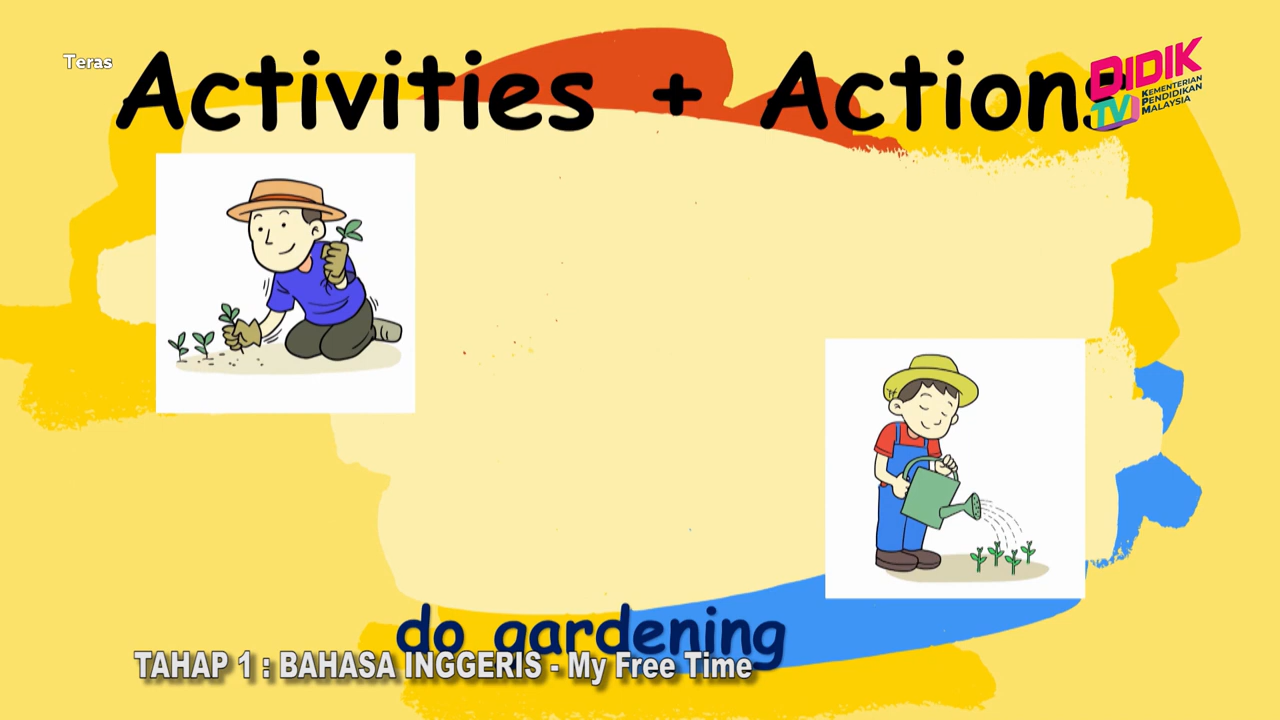 Teras
Activities + Actions
DIDIK
TV
KEMENTERIAN
PENDIDIKAN
MALAYSIA
do gardening
TAHAP 1 : BAHASA INGGERIS - My Free Time